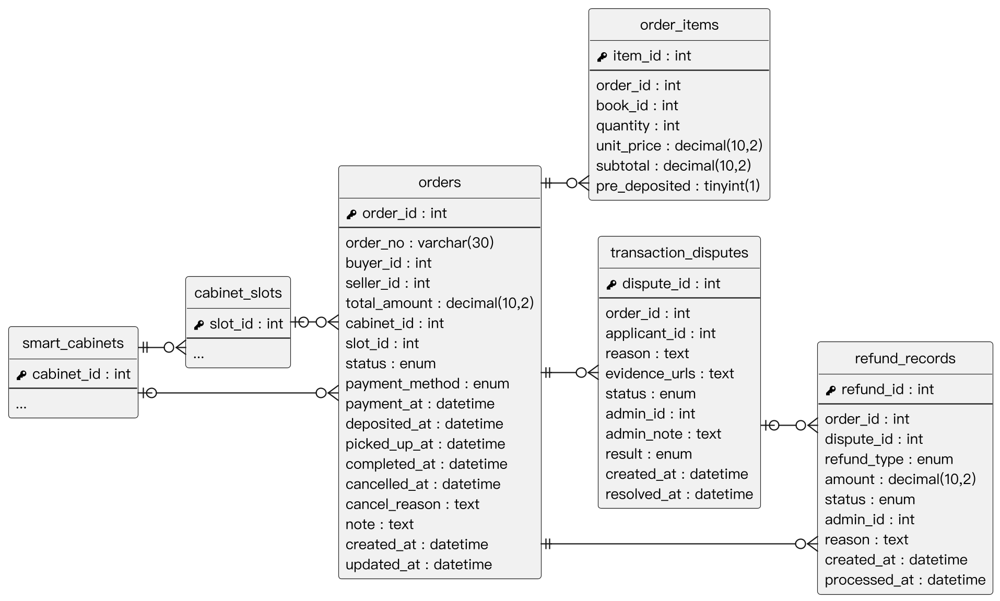 order_items
item_id : int
order_id : int
book_id : int
quantity : int
unit_price : decimal(10,2)
subtotal : decimal(10,2)
pre_deposited : tinyint(1)
orders
order_id : int
order_no : varchar(30)
buyer_id : int
seller_id : int
total_amount : decimal(10,2)
cabinet_id : int
slot_id : int
status : enum
payment_method : enum
payment_at : datetime
deposited_at : datetime
picked_up_at : datetime
completed_at : datetime
cancelled_at : datetime
cancel_reason : text
note : text
created_at : datetime
updated_at : datetime
transaction_disputes
dispute_id : int
order_id : int
applicant_id : int
reason : text
evidence_urls : text
status : enum
admin_id : int
admin_note : text
result : enum
created_at : datetime
resolved_at : datetime
cabinet_slots
slot_id : int
...
smart_cabinets
cabinet_id : int
...
refund_records
refund_id : int
order_id : int
dispute_id : int
refund_type : enum
amount : decimal(10,2)
status : enum
admin_id : int
reason : text
created_at : datetime
processed_at : datetime